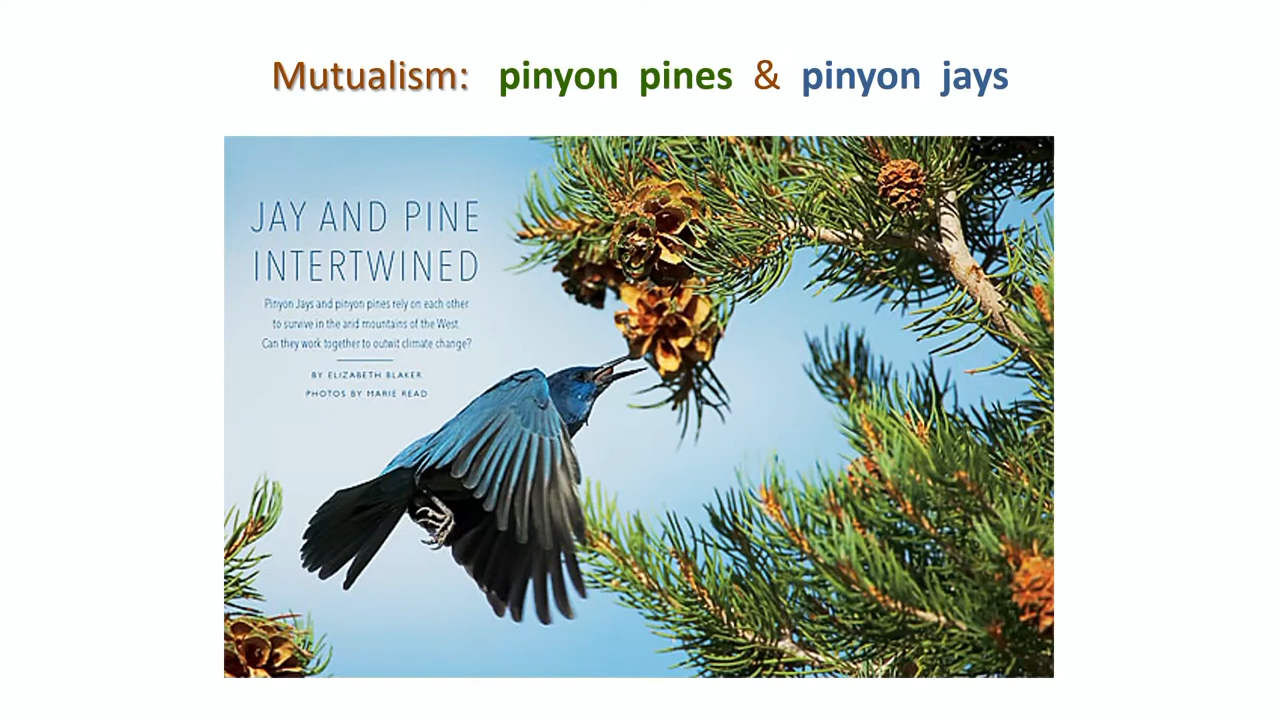 Mutualism: pinyon pines & pinyon jays
JAY AND PINE
INTERTWINED
Pinyon Jays and pinyon pines rely on each other
to survive in the arid mountains of the West.
Can they work together to outwit climate change?
BY ELIZABETH BLAKER
PHOTOS BY MARIE READ